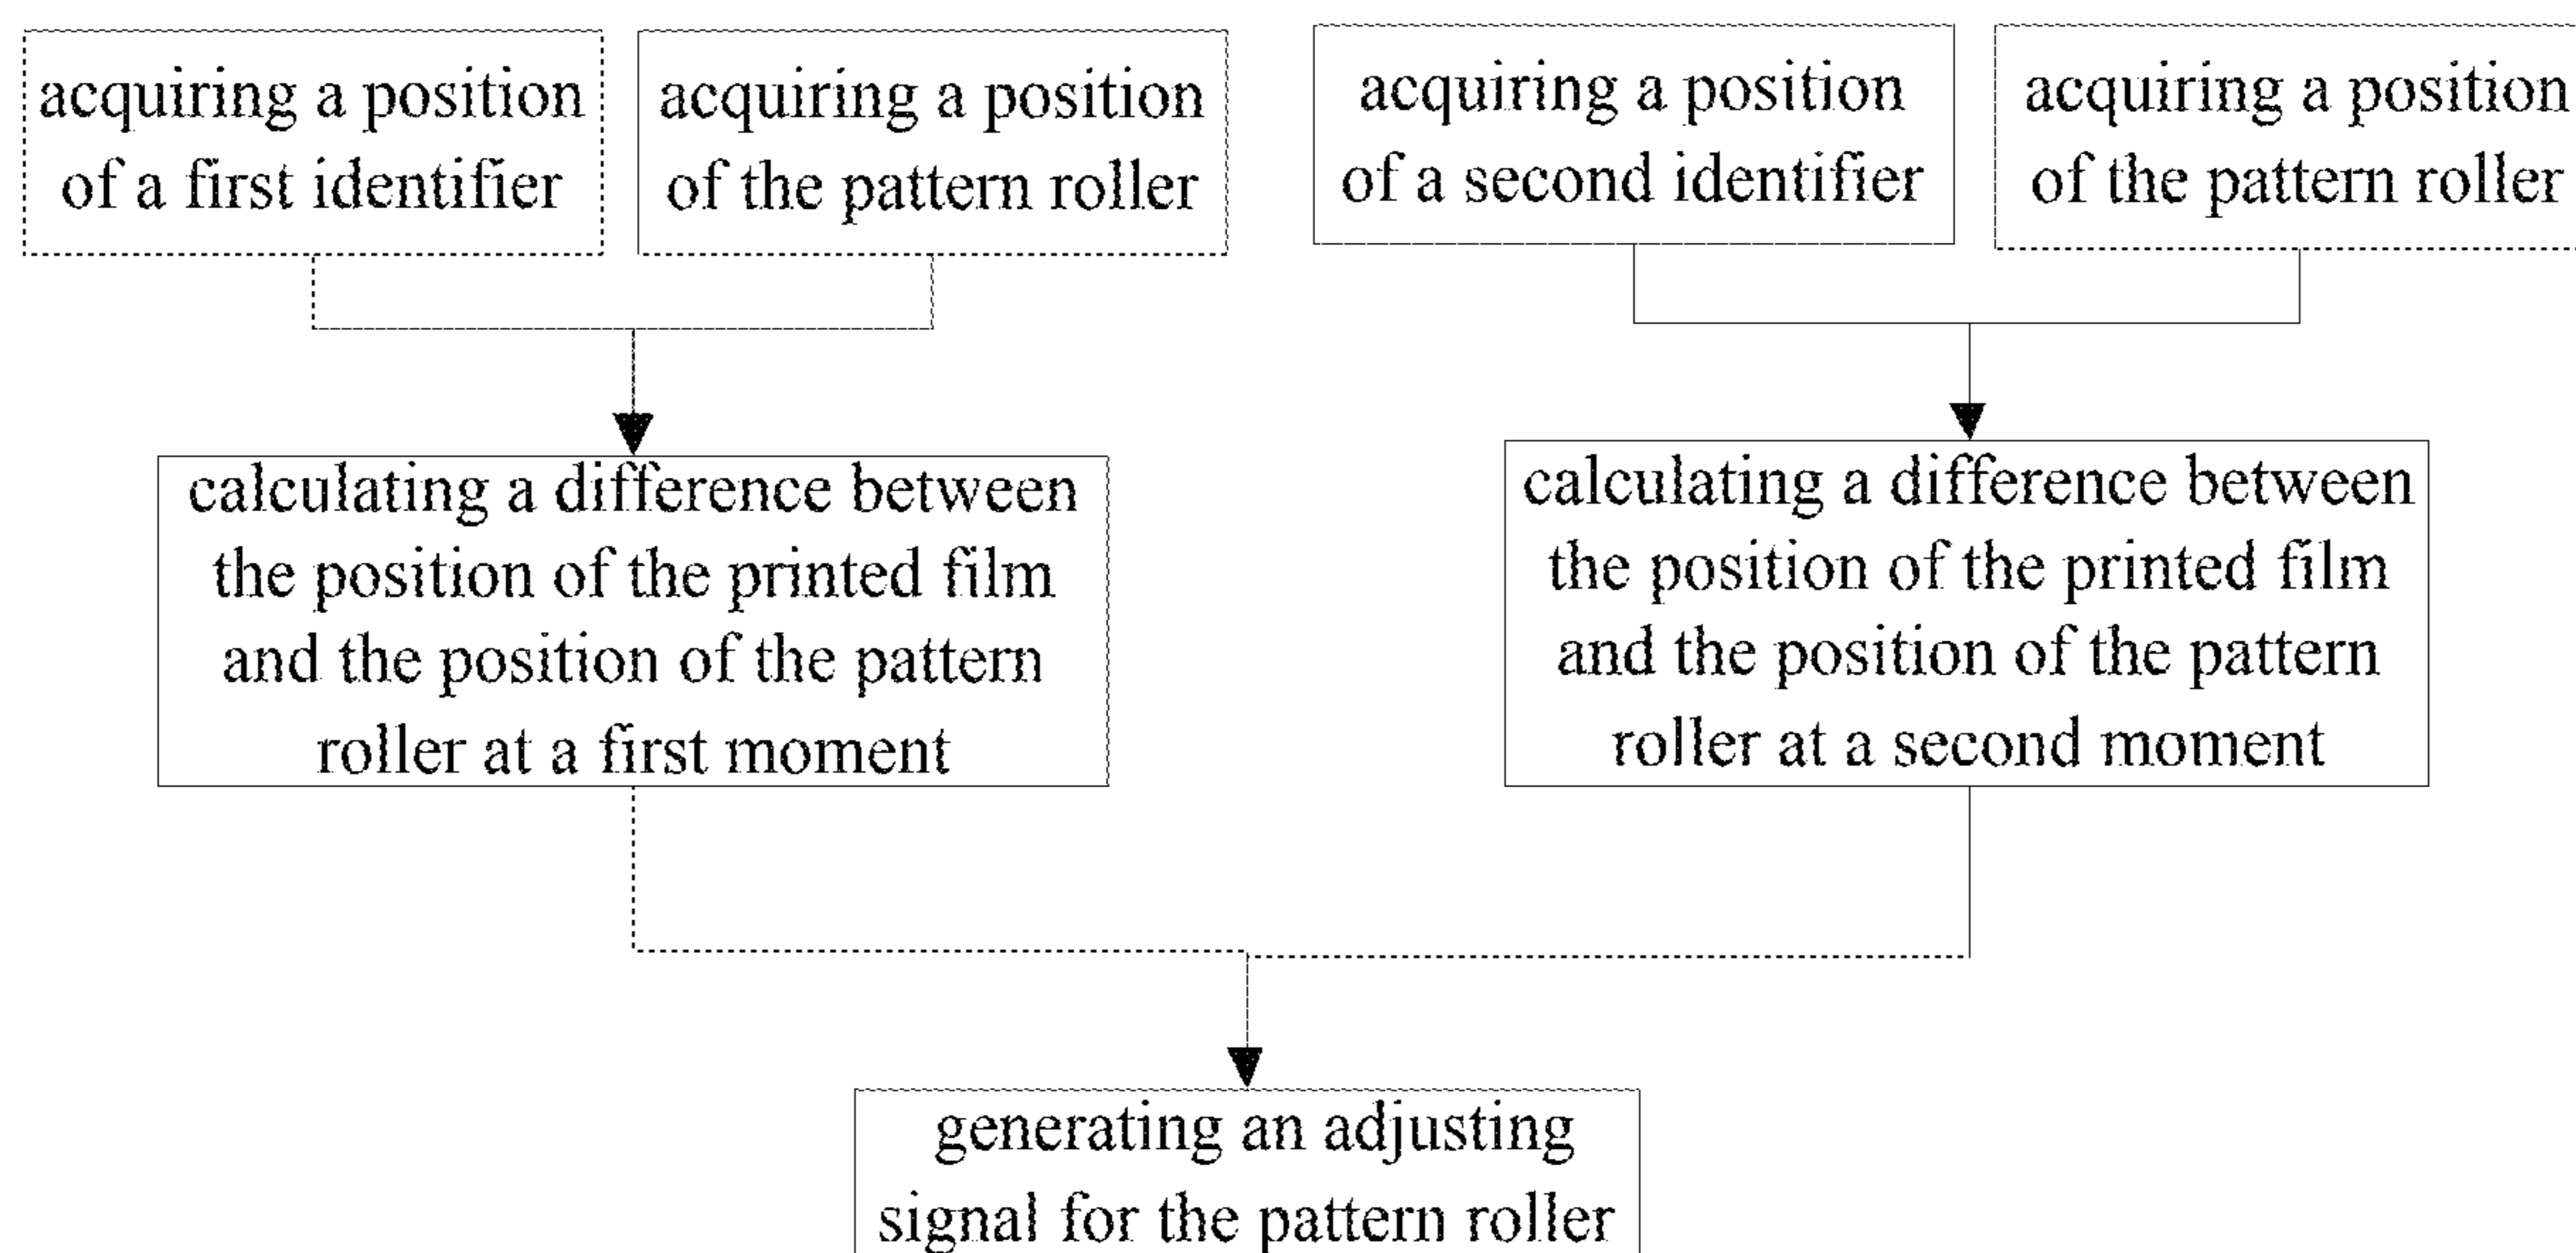 acquiring a position
of a first identifier
acquiring a position
of the pattern roller
acquiring a position
of a second identifier
acquiring a position
of the pattern roller
calculating a difference between
the position of the printed film
and the position of the pattern
roller at a first moment
calculating a difference between
the position of the printed film
and the position of the pattern
roller at a second moment
generating an adjusting
signal for the pattern roller